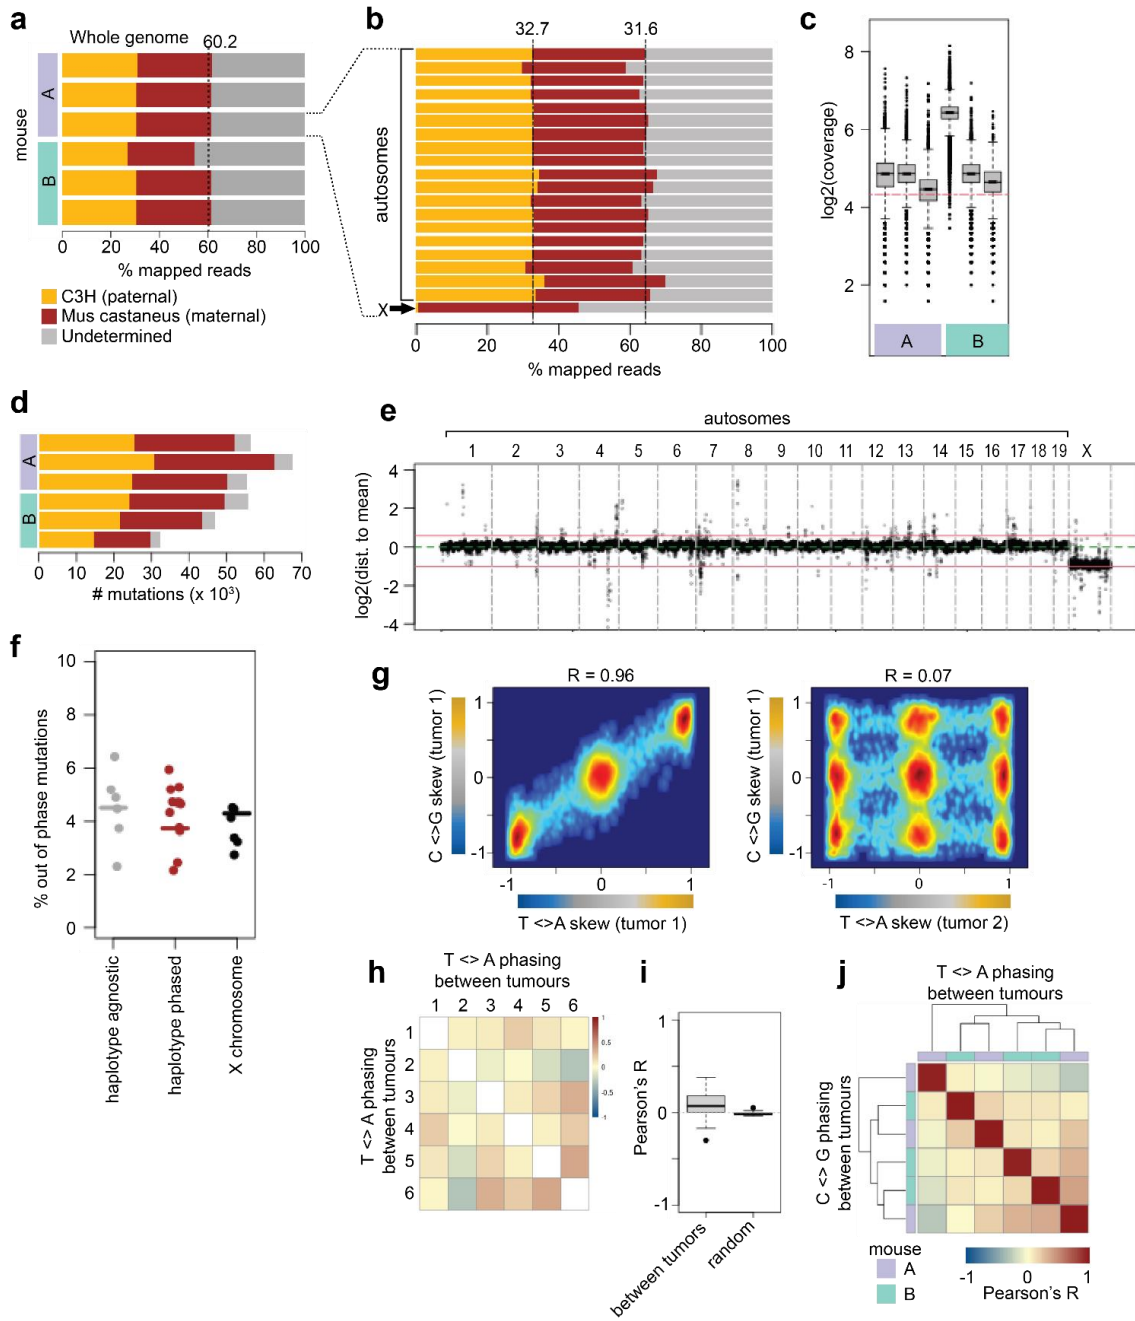 a
Whole genome
60.2
mouse
A
B
0 20 40 60 80 100
% mapped reads
C3H (paternal)
Mus castaneus (maternal)
Undetermined
b
32.7
31.6
autosomes
X
0 20 40 60 80 100
% mapped reads
c
log2(coverage)
8
6
4
2
A
B
d
A
B
0 10 20 30 40 50 60 70
# mutations (x 10³)
e
autosomes
1 2 3 4 5 6 7 8 9 10 11 12 13 14 15 16 17 18 19 X
log2(dist. to mean)
4
2
0
-2
-4
f
% out of phase mutations
10
8
6
4
2
0
haplotype agnostic
haplotype phased
X chromosome
g
R = 0.96
C <>G skew (tumor 1)
1
0
-1
-1 0 1
T <>A skew (tumor 1)
R = 0.07
C <>G skew (tumor 1)
1
0
-1
-1 0 1
T <>A skew (tumor 2)
h
T <> A phasing
between tumours
1 2 3 4 5 6
T <> A phasing
between tumours
1
2
3
4
5
6
1
0.5
0
-0.5
-1
i
Pearson's R
1
0
-1
between tumors
random
j
T <> A phasing
between tumours
C <> G phasing
between tumours
mouse
A
B
-1 0 1
Pearson's R